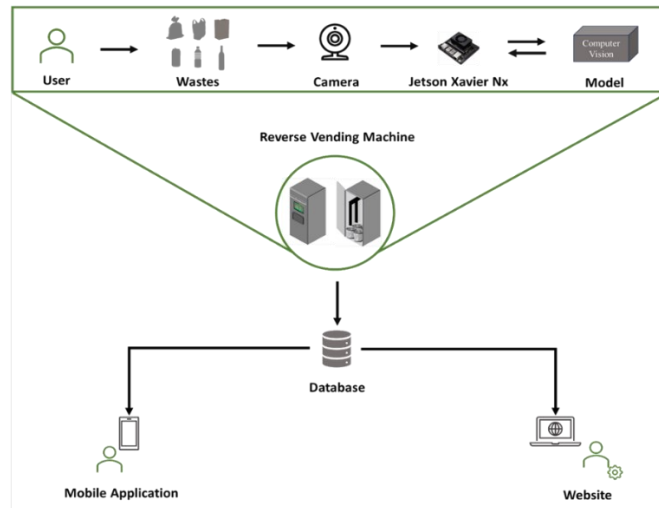 User
Wastes
Camera
Jetson Xavier Nx
Computer
Vision
Model
Reverse Vending Machine
Database
Mobile Application
Website